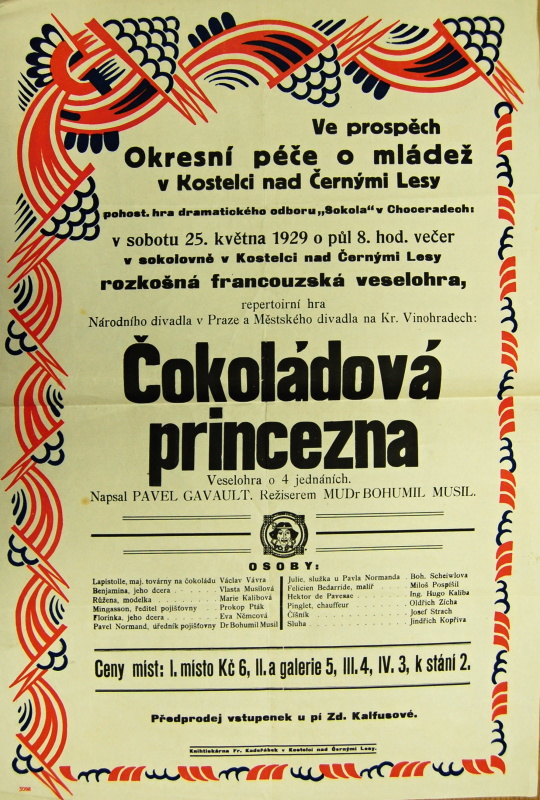 Ve prospěch
Okresní péče o mládež
v Kostelci nad Černými Lesy
pohost. hra dramatického odboru „Sokola" v Choceradech:
v sobotu 25. května 1929 o půl 8. hod. večer
v sokolovně v Kostelci nad Černými Lesy
rozkošná francouzská veselohra,
repertoirní hra
Národního divadla v Praze a Městského divadla na Kr. Vinohradech:
Čokoládová
princezna
Veselohra o 4 jednáních.
Napsal PAVEL GAVAULT. Režiserem MUDr BOHUMIL MUSIL.
OSOBY:
Lapistolle, maj. továrny na čokoládu Václav Vávra
Benjamina, jeho dcera . . . . Vlasta Musilová
Růžena, modelka . . . . Marie Kalibová
Mingasson, ředitel pojišťovny . Prokop Pták
Florinka, jeho dcera . . . . Eva Němcová
Pavel Normand, úředník pojišťovny Dr Bohumil Musil
Julie, služka u Pavla Normanda . Boh. Scheiwlova
Felicien Bedarride, malíř . . . . Miloš Pospíšil
Hektor de Pavesac . . . . Ing. Hugo Kaliba
Pinglet, chauffeur . . . . Oldřich Zícha
Číšník . . . . Josef Strach
Sluha . . . . Jindřich Kopřiva
Ceny míst: I. místo Kč 6, II. a galerie 5, III. 4, IV. 3, k stání 2.
Předprodej vstupenek u pí Zd. Kalfusové.
Knihtiskárna Fr. Kadeřábek v Kostelci nad Černými Lesy.